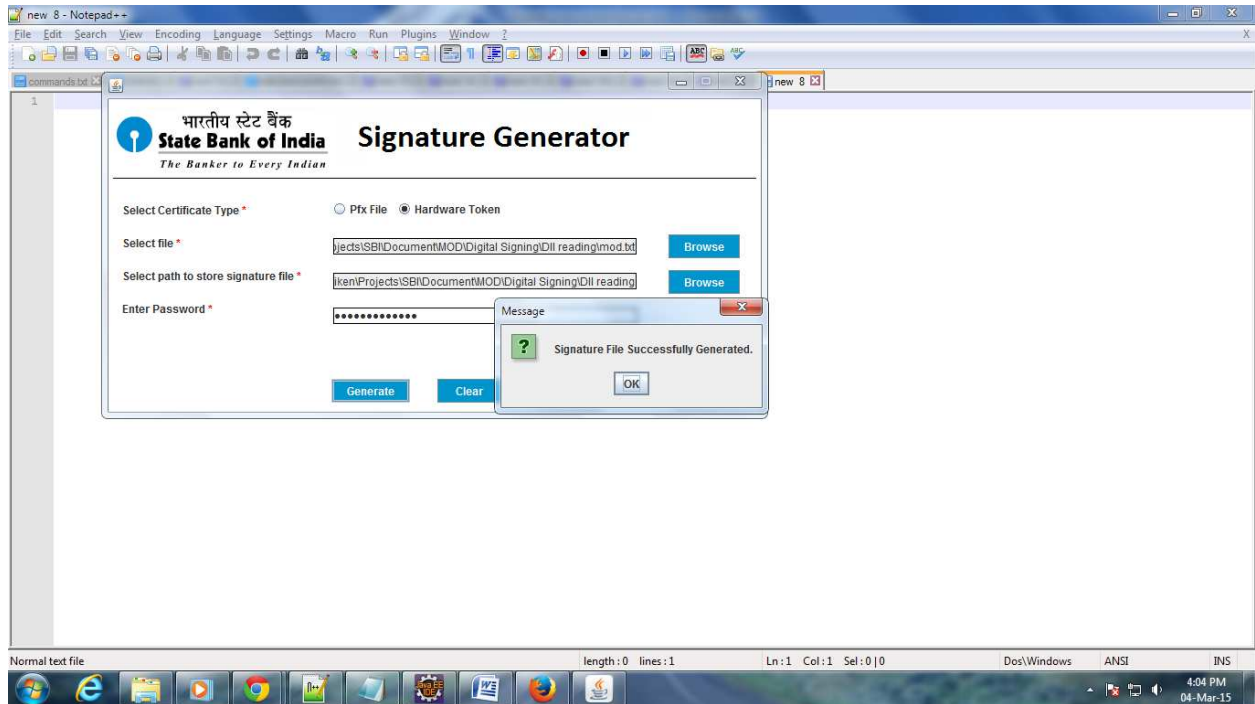 new 8 - Notepad++
File Edit Search View Encoding Language Settings Macro Run Plugins Window ?
X
commands.txt
new 8
1
भारतीय स्टेट बैंक
State Bank of India
The Banker to Every Indian
Signature Generator
Select Certificate Type *
Pfx File
Hardware Token
Select file *
ojects\SBI\Document\MOD\Digital Signing\Dll reading\mod.txt
Browse
Select path to store signature file *
iken\Projects\SBI\Document\MOD\Digital Signing\Dll reading
Browse
Enter Password *
Message
Signature File Successfully Generated.
OK
Generate
Clear
Normal text file
length : 0 lines : 1
Ln : 1 Col : 1 Sel : 0 | 0
Dos\Windows
ANSI
INS
4:04 PM
04-Mar-15